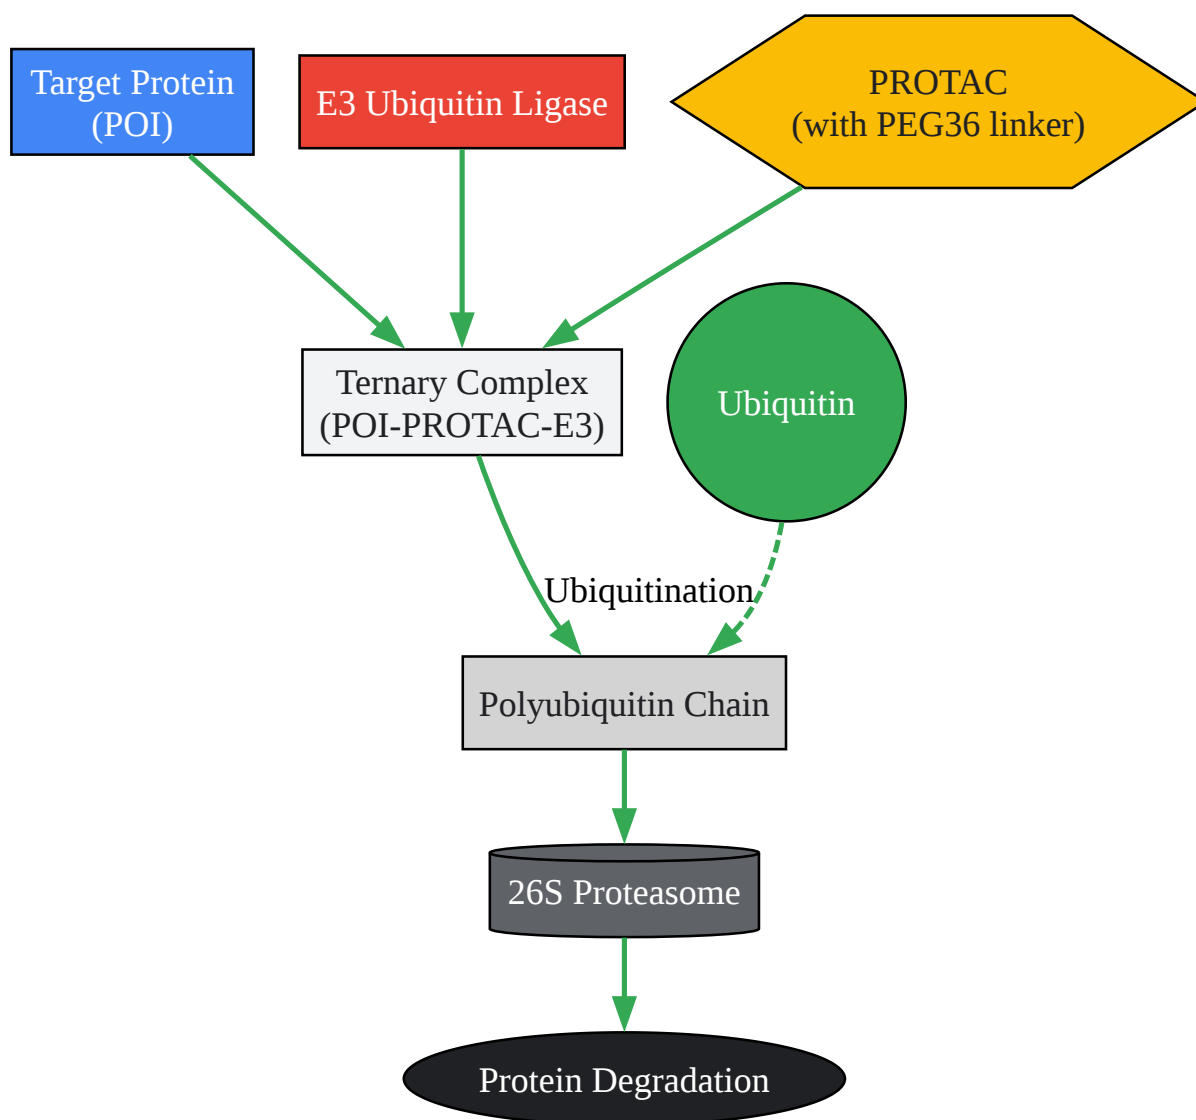 Target Protein
(POI)
E3 Ubiquitin Ligase
PROTAC
(with PEG36 linker)
Ternary Complex
(POI-PROTAC-E3)
Ubiquitin
Ubiquitination
Polyubiquitin Chain
26S Proteasome
Protein Degradation